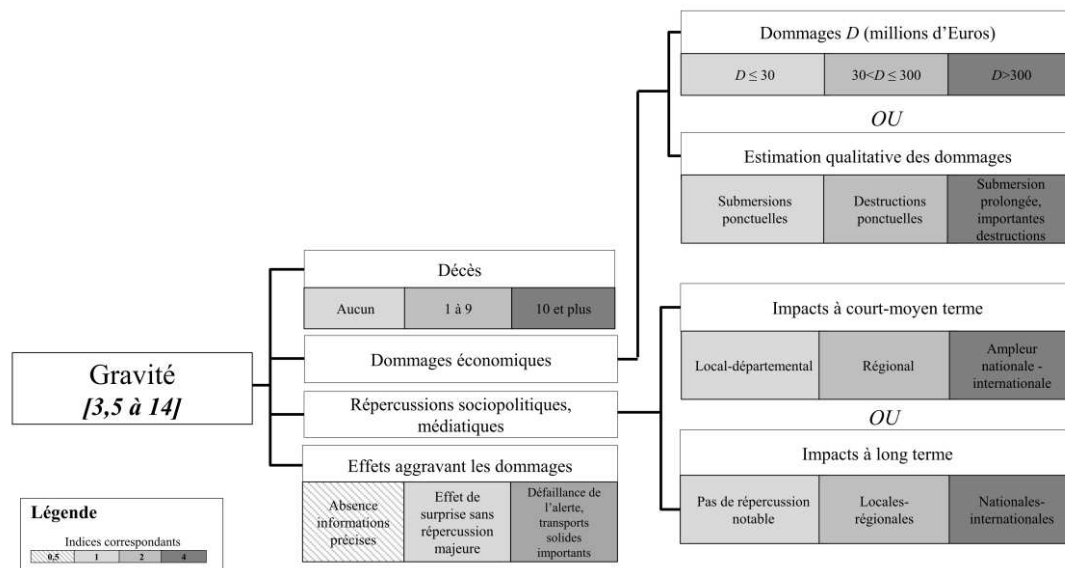 Dommages D (millions d'Euros)
D ≤ 30
30<D ≤ 300
D>300
OU
Estimation qualitative des dommages
Submersions
ponctuelles
Destructions
ponctuelles
Submersion
prolongée,
importantes
destructions
Décès
Aucun
1 à 9
10 et plus
Dommages économiques
Gravité
[3,5 à 14]
Répercussions sociopolitiques,
médiatiques
Effets aggravant les dommages
Absence
informations
précises
Effet de
surprise sans
répercussion
majeure
Défaillance de
l'alerte,
transports
solides
importants
Impacts à court-moyen terme
Local-départemental
Régional
Ampleur
nationale -
internationale
OU
Impacts à long terme
Pas de répercussion
notable
Locales-
régionales
Nationales-
internationales
Légende
Indices correspondants
0,5
1
2
4